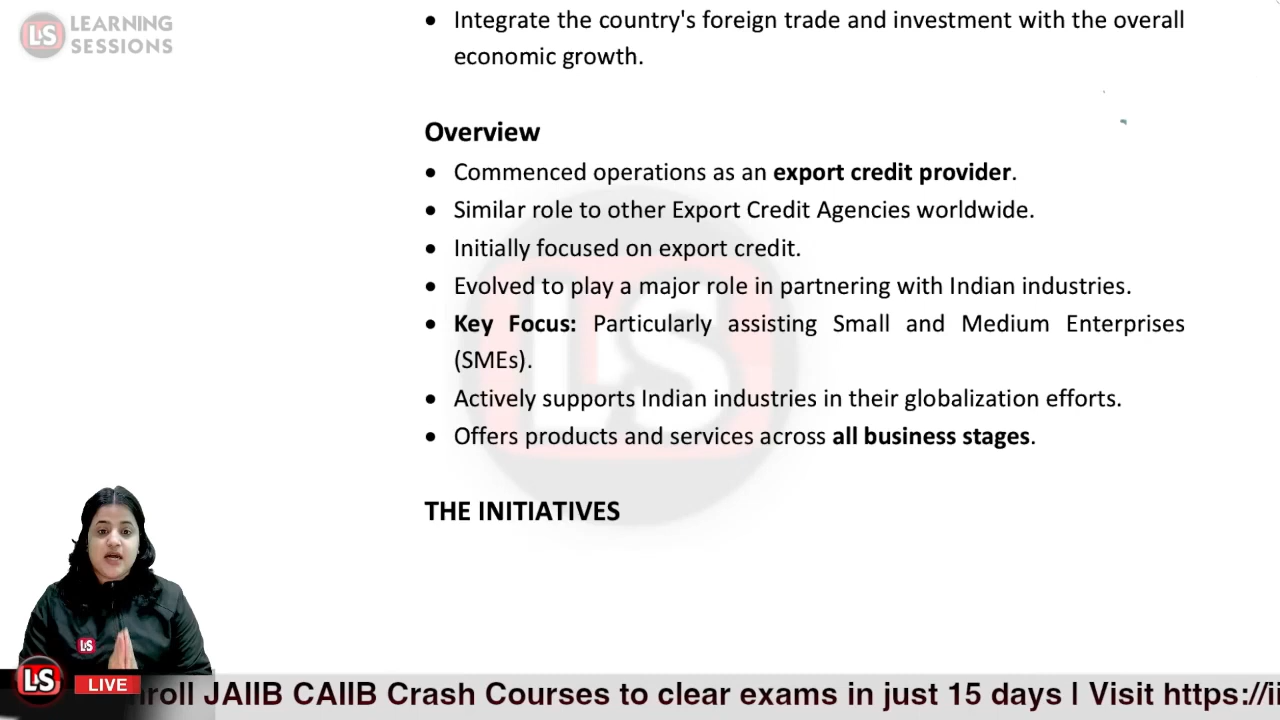 LS LEARNING
SESSIONS
• Integrate the country's foreign trade and investment with the overall
economic growth.
Overview
• Commenced operations as an export credit provider.
• Similar role to other Export Credit Agencies worldwide.
• Initially focused on export credit.
• Evolved to play a major role in partnering with Indian industries.
• Key Focus: Particularly assisting Small and Medium Enterprises
(SMEs).
• Actively supports Indian industries in their globalization efforts.
• Offers products and services across all business stages.
THE INITIATIVES
LS
LS LIVE nroll JAIIB CAIIB Crash Courses to clear exams in just 15 days | Visit https://ii